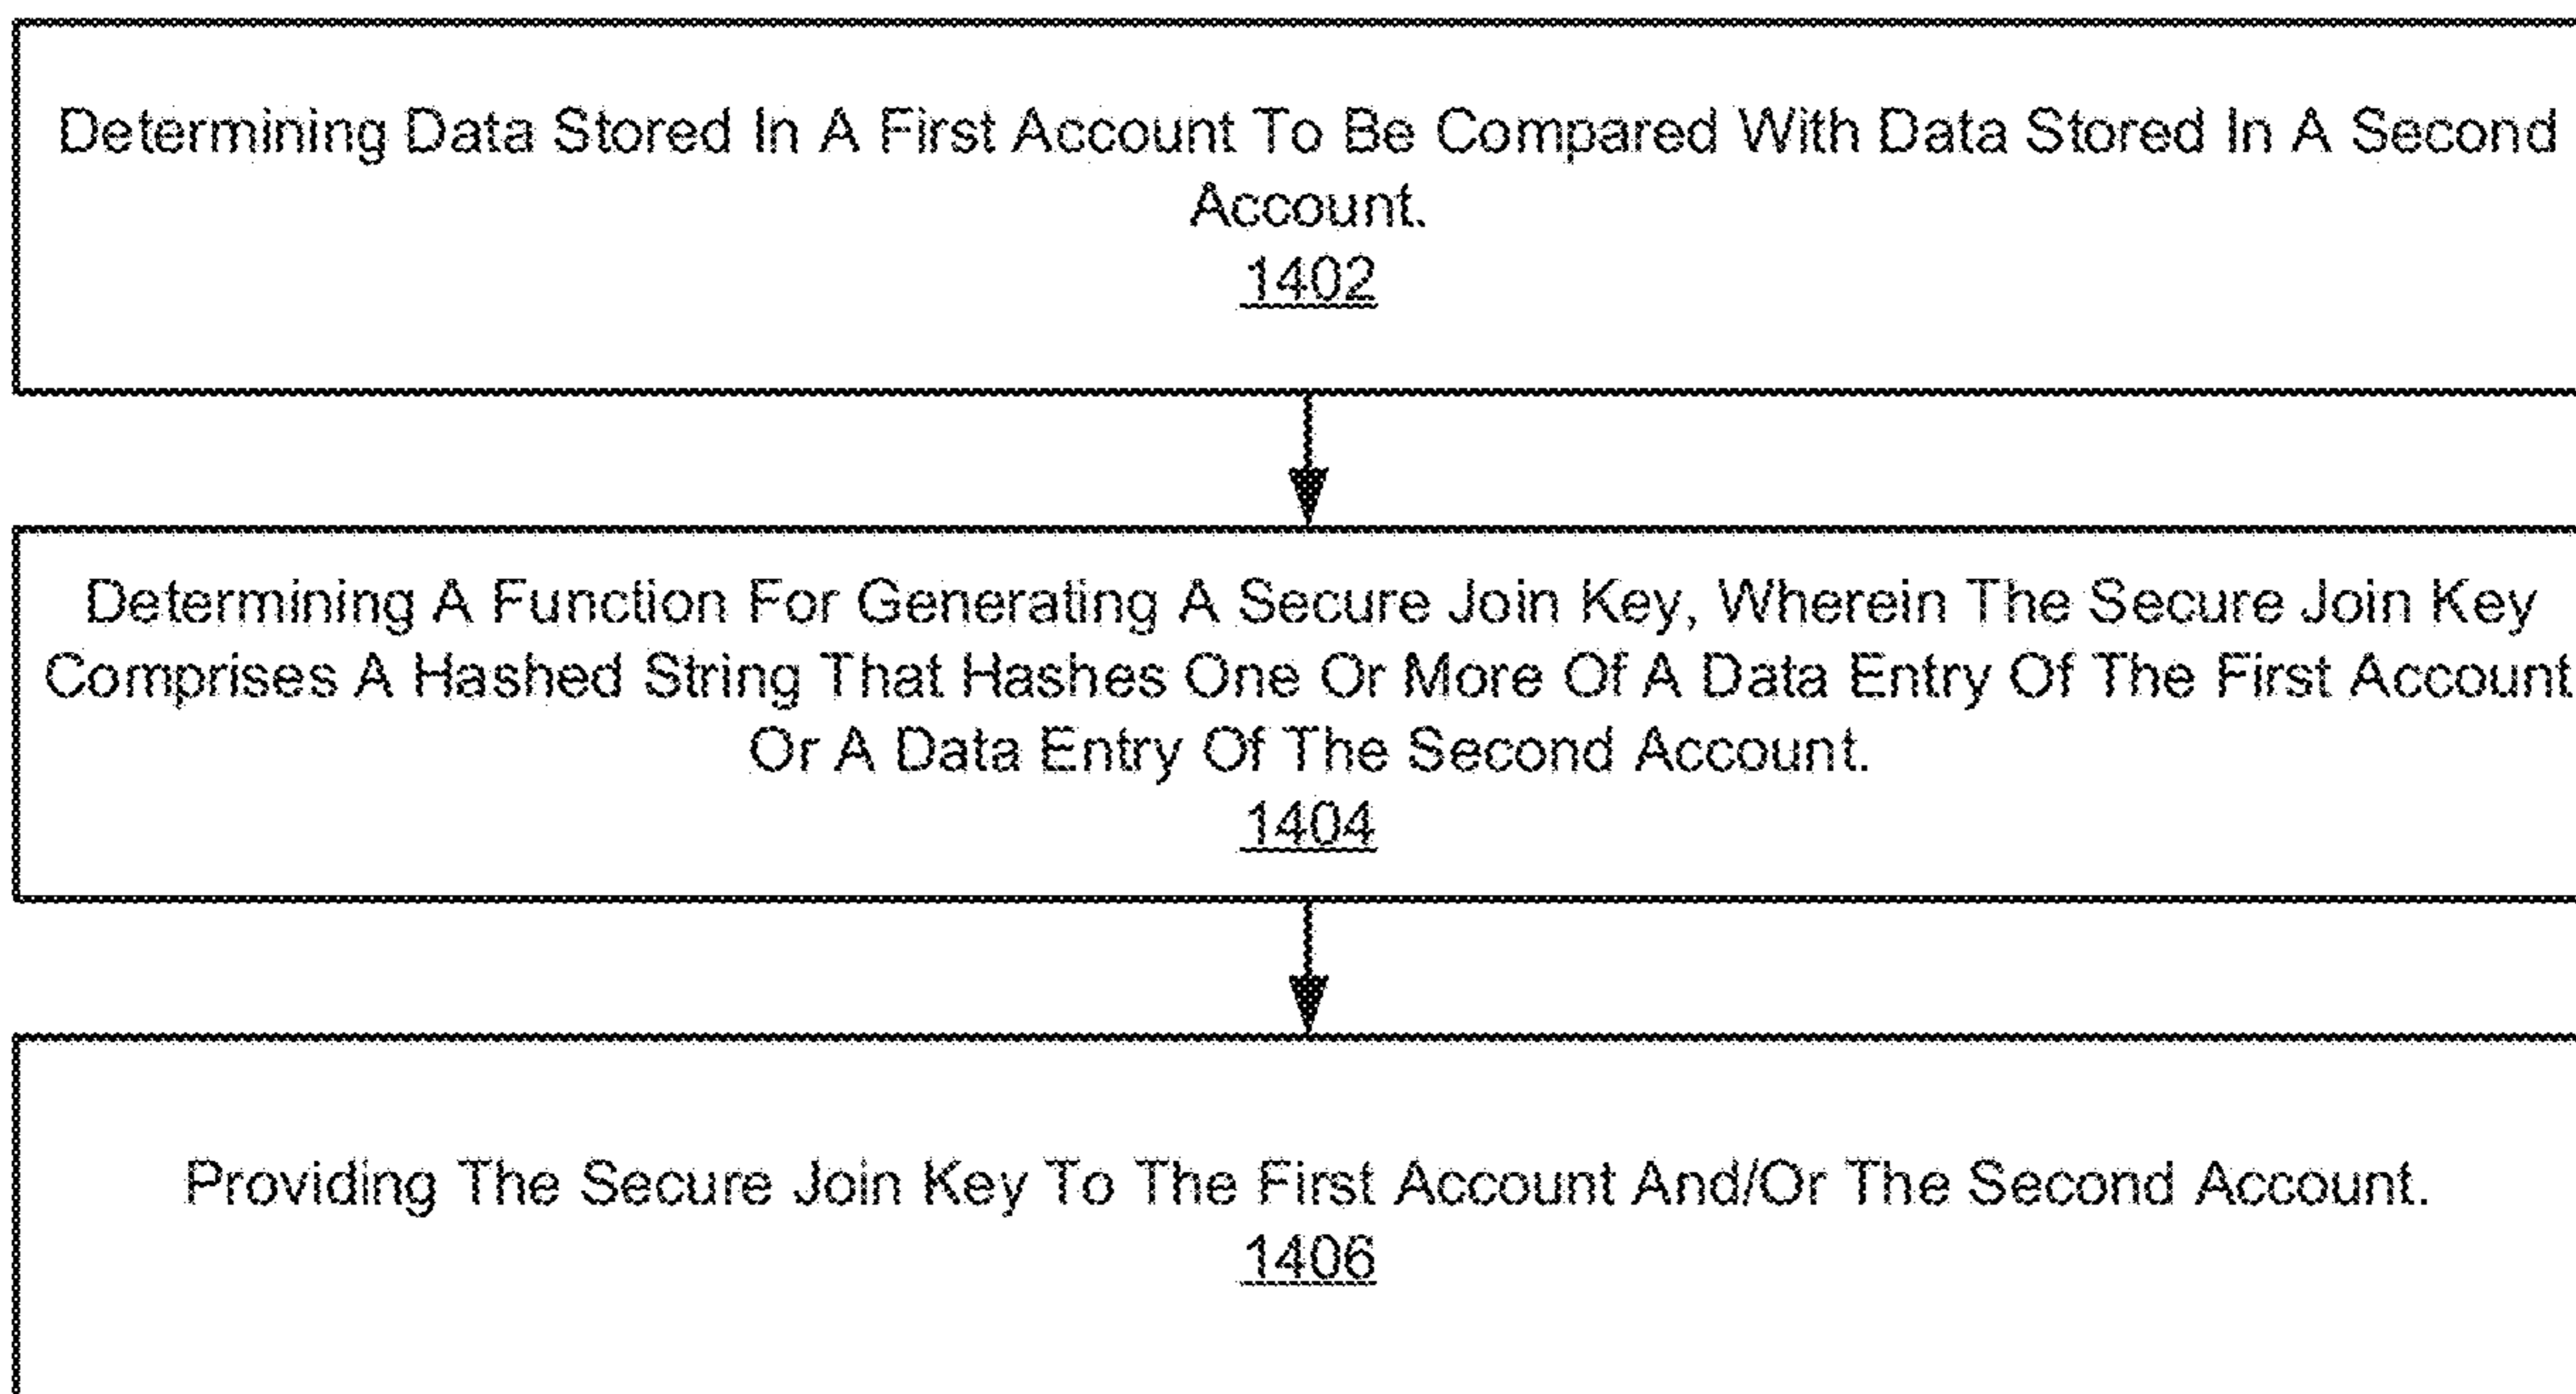 Determining Data Stored In A First Account To Be Compared With Data Stored In A Second
Account.
1402
Determining A Function For Generating A Secure Join Key, Wherein The Secure Join Key
Comprises A Hashed String That Hashes One Or More Of A Data Entry Of The First Account
Or A Data Entry Of The Second Account.
1404
Providing The Secure Join Key To The First Account And/Or The Second Account.
1406